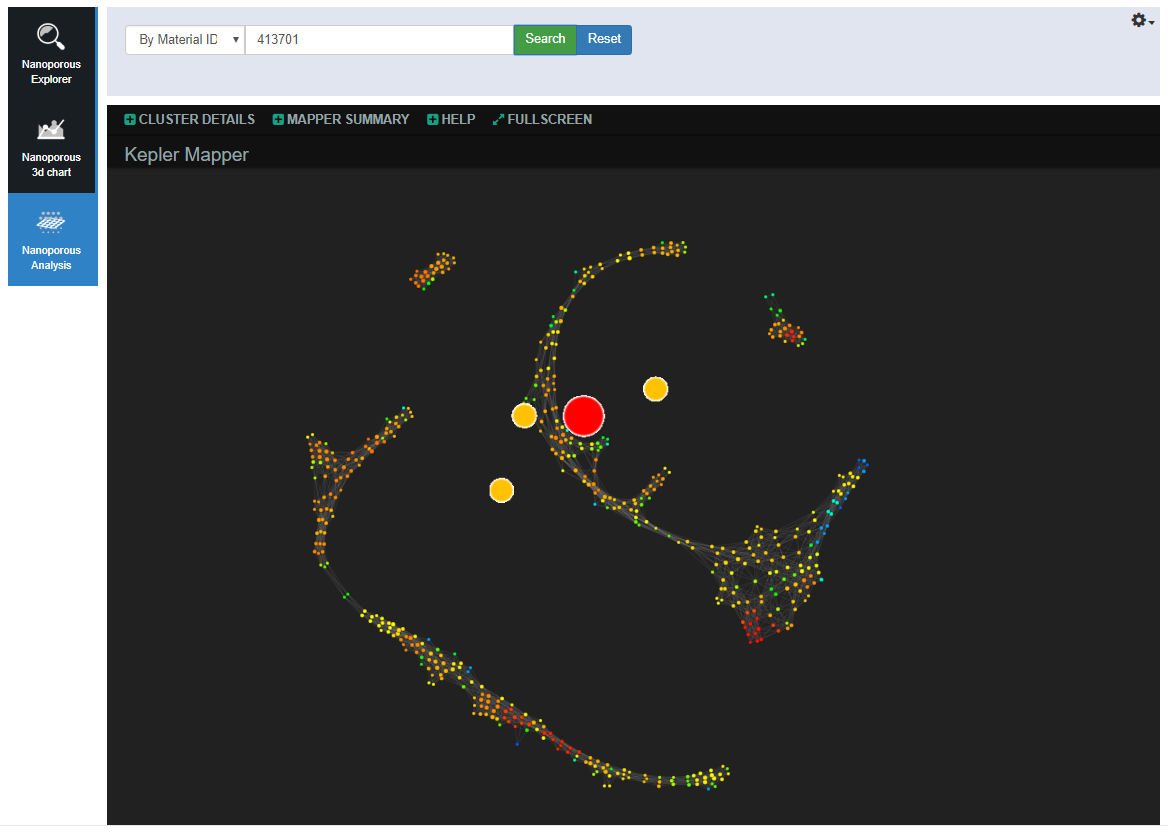 Nanoporous
Explorer
Nanoporous
3d chart
Nanoporous
Analysis
By Material ID 413701 Search Reset
CLUSTER DETAILS MAPPER SUMMARY HELP FULLSCREEN
Kepler Mapper